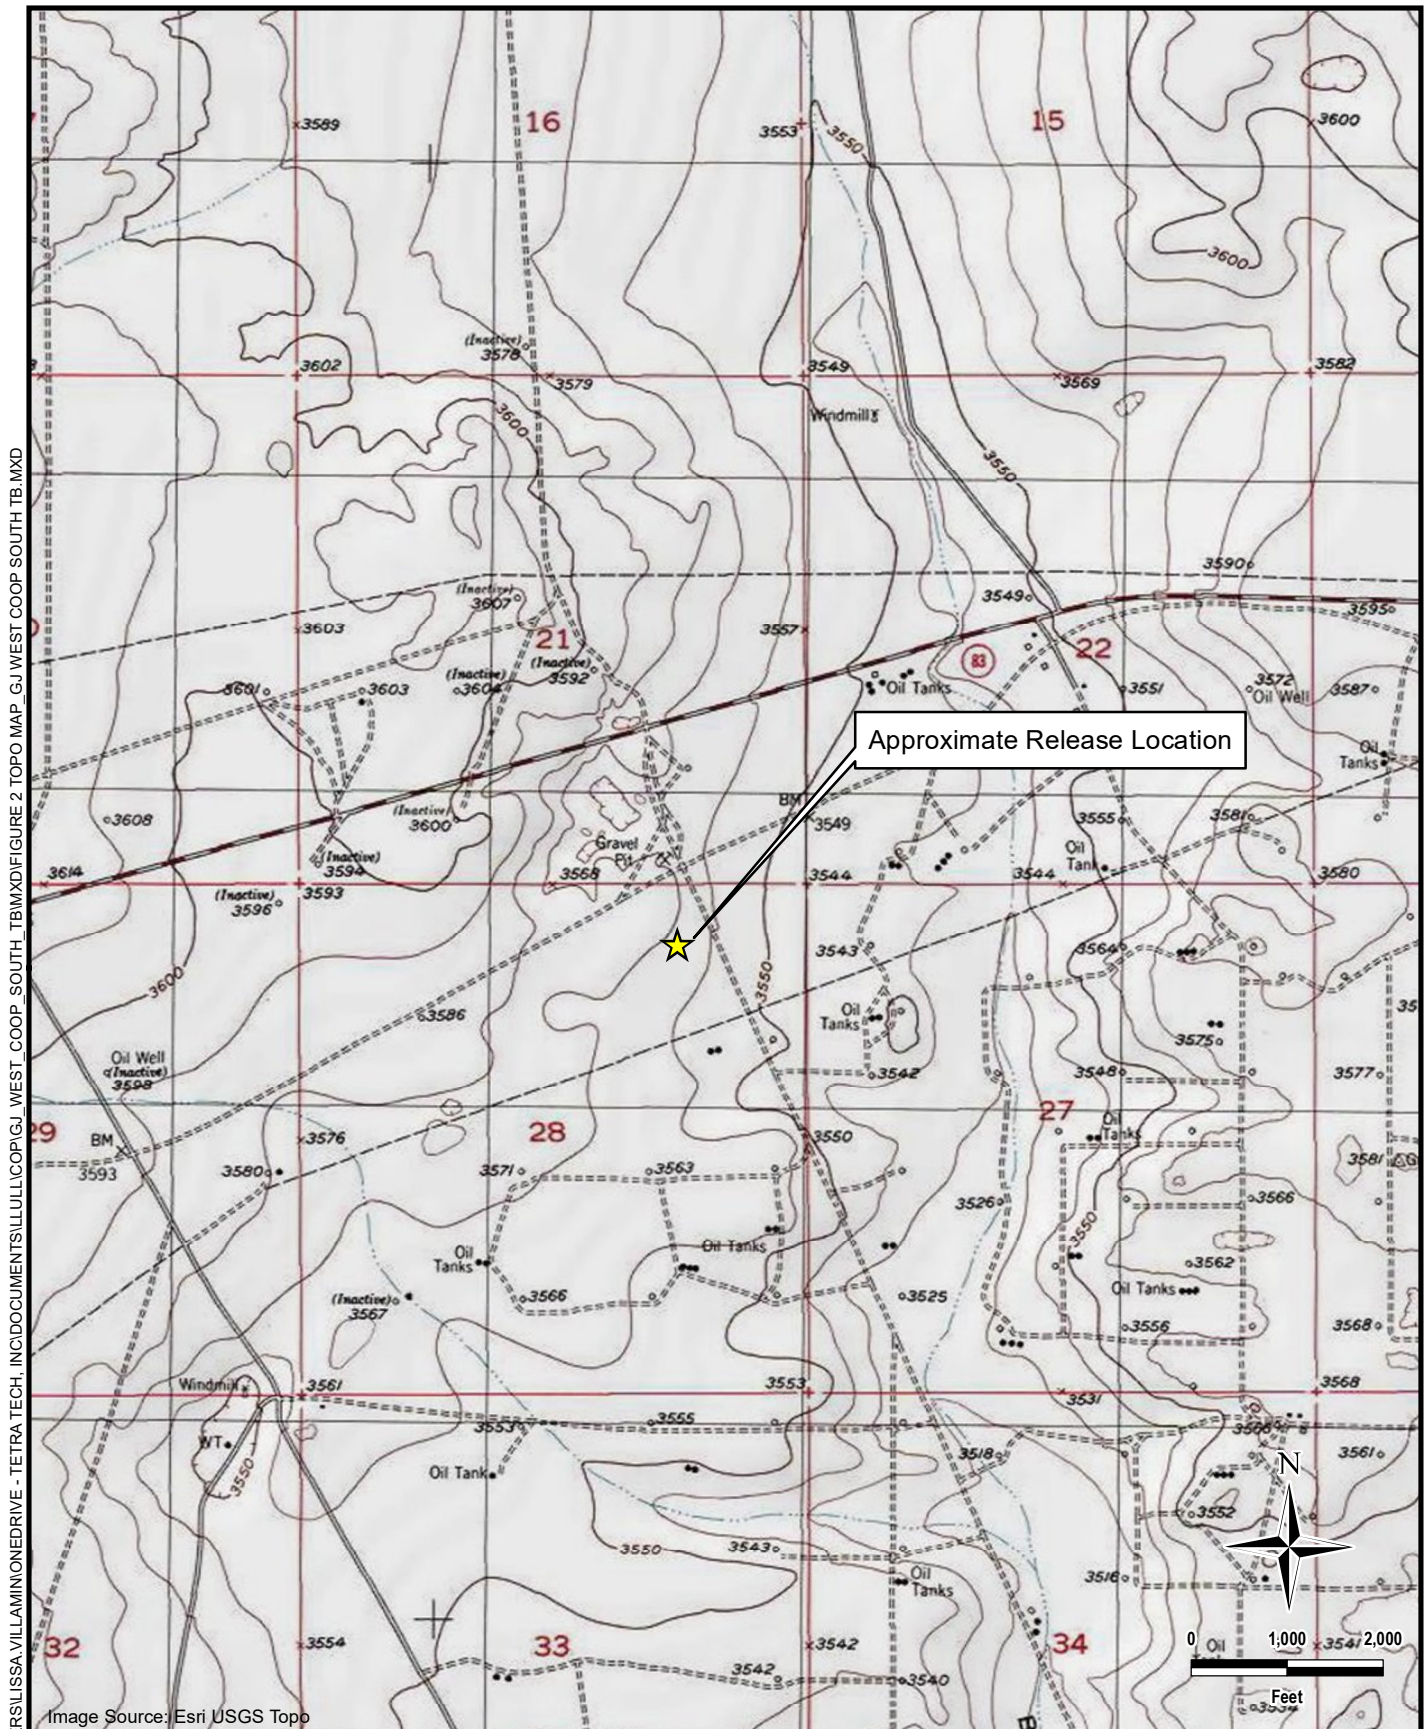 3589
16
3553
3550
15
3600
3600
(Inactive)
3578
3602
3579
3549
3569
3582
3600
Windmill
3550
3590
(Inactive)
3607
3549
3595
3603
21
3557
83
22
(Inactive)
3592
(Inactive)
3604
3601
3603
Oil Tanks
3551
3572
Oil Well
3587
Approximate Release Location
Oil
Tanks
BM
3549
3608
(Inactive)
3600
3555
3581
Gravel
Pit
Oil
Tank
(Inactive)
3594
3614
3593
3568
3544
3544
3580
(Inactive)
3596
3543
3564
3600
3550
3586
Oil
Tanks
3575
Oil Well
(Inactive)
3598
3542
3548
3577
29
BM
3593
3576
28
3550
27
Oil
Tanks
3581
3580
3571
3563
3526
3566
3550
Oil
Tanks
Oil Tanks
3562
(Inactive)
3567
3566
3525
Oil Tanks
3556
3568
Windmill
3561
3553
3531
3568
WT
3553
3555
3566
3550
Oil Tank
3518
3561
N
3552
3550
3543
Oil
Tanks
3516
32
3554
33
3542
34
0 1,000 2,000
Oil
3542
3540
Feet
Image Source: Esri USGS Topo
RS\LISSA.VILLAMIN\ONEDRIVE - TETRA TECH, INC\DOCUMENTS\LLULL\COP\GJ_WEST_COOP_SOUTH_TB\MXD\FIGURE 2 TOPO MAP_GJ WEST COOP SOUTH TB.MXD